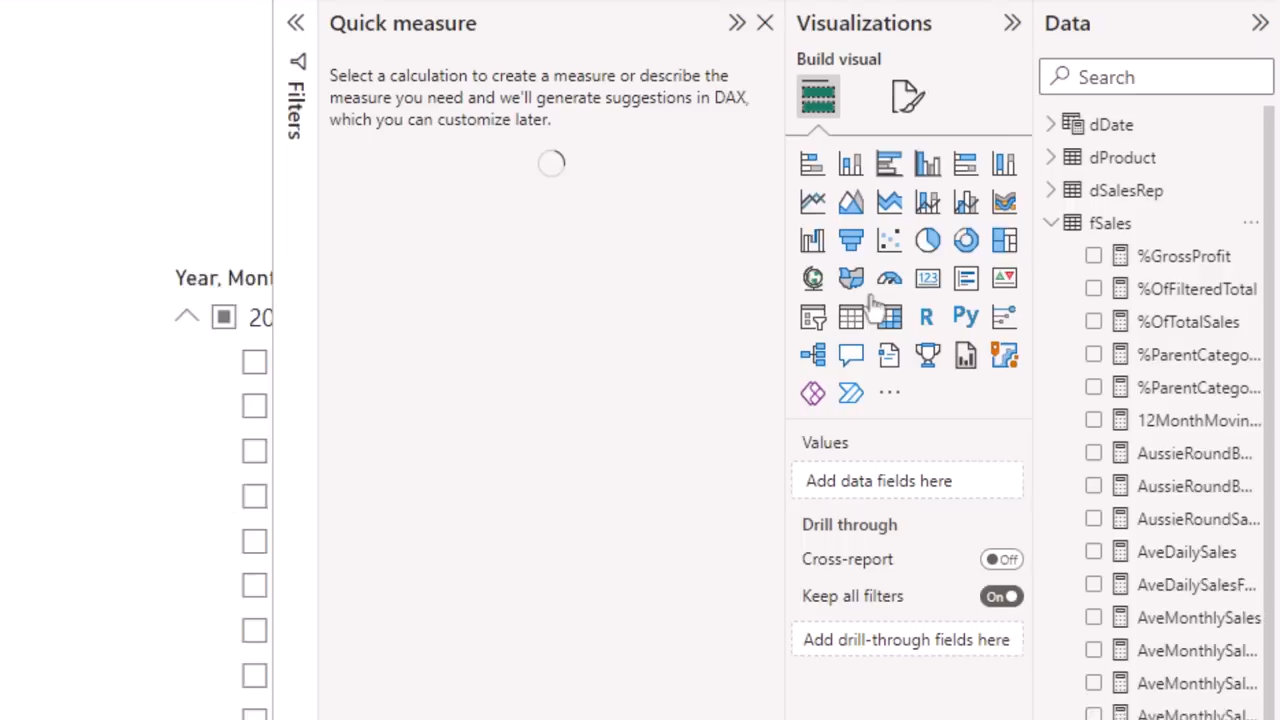 Filters
Year, Mont
20
Quick measure
Select a calculation to create a measure or describe the
measure you need and we'll generate suggestions in DAX,
which you can customize later.
Visualizations
Build visual
123
R
Py
Values
Add data fields here
Drill through
Cross-report
Off
Keep all filters
On
Add drill-through fields here
Data
Search
dDate
dProduct
dSalesRep
fSales
%GrossProfit
%OfFilteredTotal
%OfTotalSales
%ParentCatego...
%ParentCatego...
12MonthMovin...
AussieRoundB...
AussieRoundB...
AussieRoundSa...
AveDailySales
AveDailySalesF...
AveMonthlySales
AveMonthlySal...
AveMonthlySal...
AveMonthlySal...